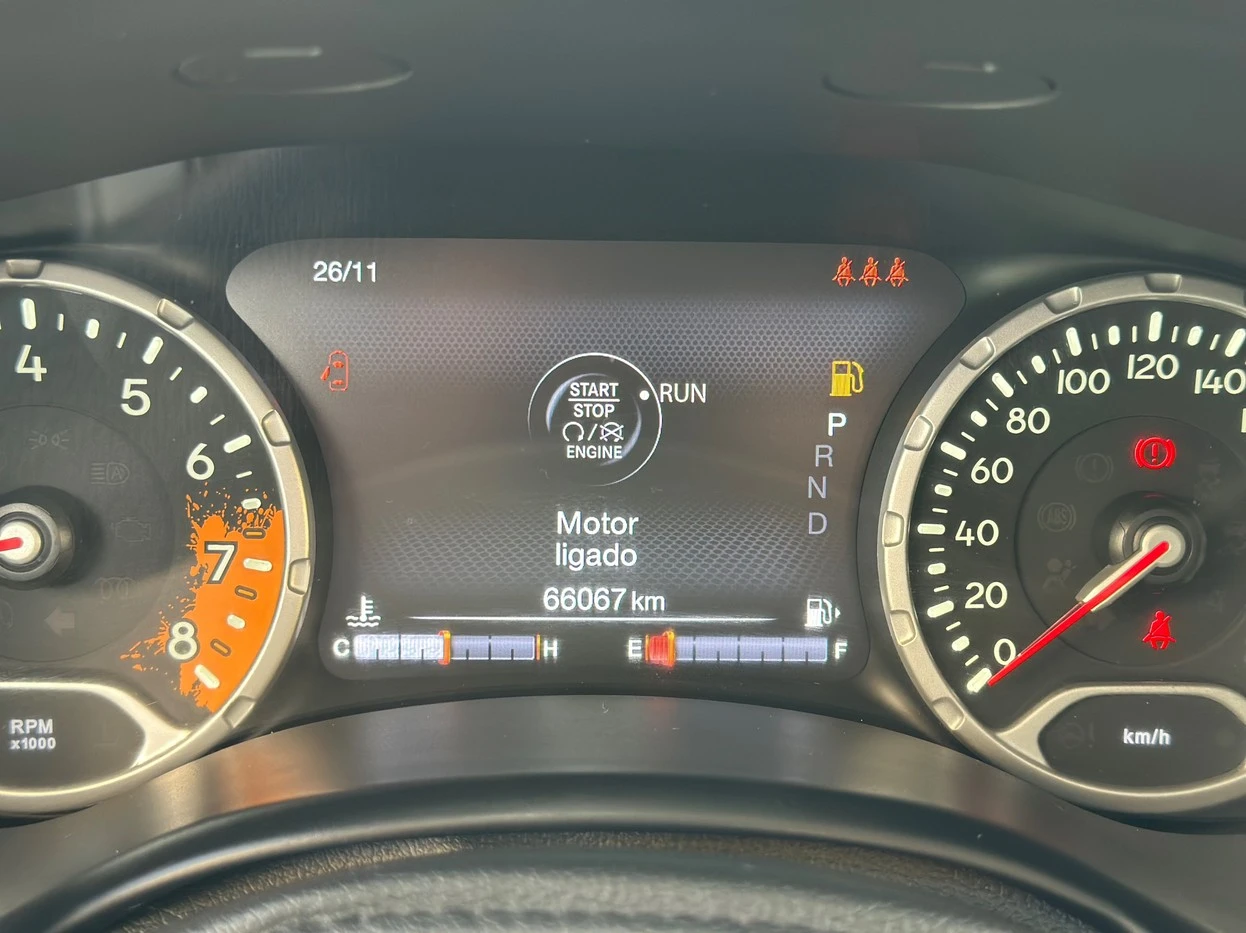 26/11
START
STOP
ENGINE
RUN
P
R
N
D
Motor
ligado
66067 km
C
H
E
F
4
5
6
7
8
RPM
x1000
0
20
40
60
80
100
120
140
km/h